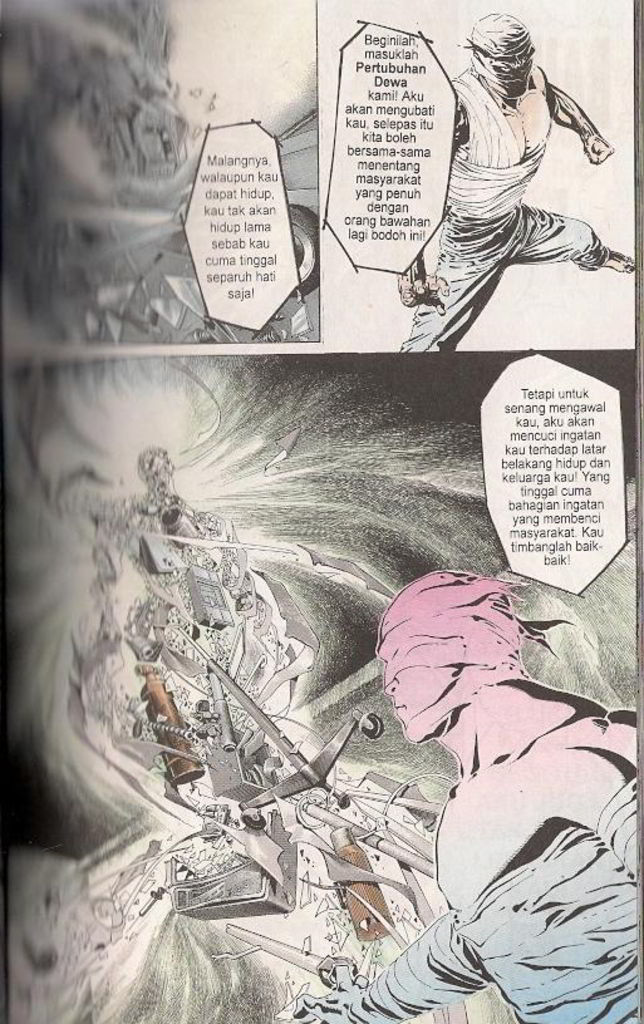 Malangnya,
walaupun kau
dapat hidup,
kau tak akan
hidup lama
sebab kau
cuma tinggal
separuh hati
saja!
Beginilah,
masuklah
Pertubuhan
Dewa
kami! Aku
akan mengubati
kau, selepas itu
kita boleh
bersama-sama
menentang
masyarakat
yang penuh
dengan
orang bawahan
lagi bodoh ini!
Tetapi untuk
senang mengawal
kau, aku akan
mencuci ingatan
kau terhadap latar
belakang hidup dan
keluarga kau! Yang
tinggal cuma
bahagian ingatan
yang membenci
masyarakat. Kau
timbanglah baik-
baik!